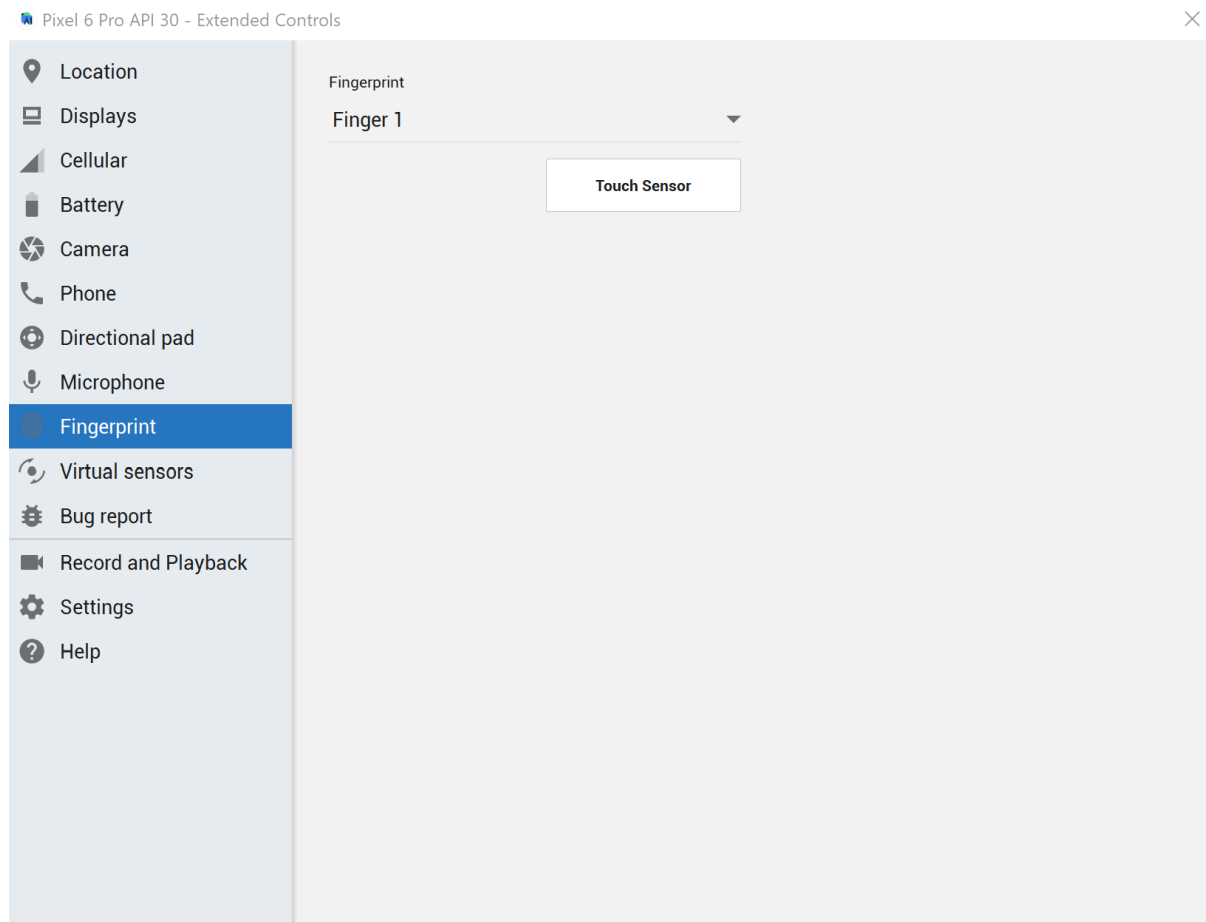 Pixel 6 Pro API 30 - Extended Controls
Location
Displays
Cellular
Battery
Camera
Phone
Directional pad
Microphone
Fingerprint
Virtual sensors
Bug report
Record and Playback
Settings
Help
Fingerprint
Finger 1
Touch Sensor